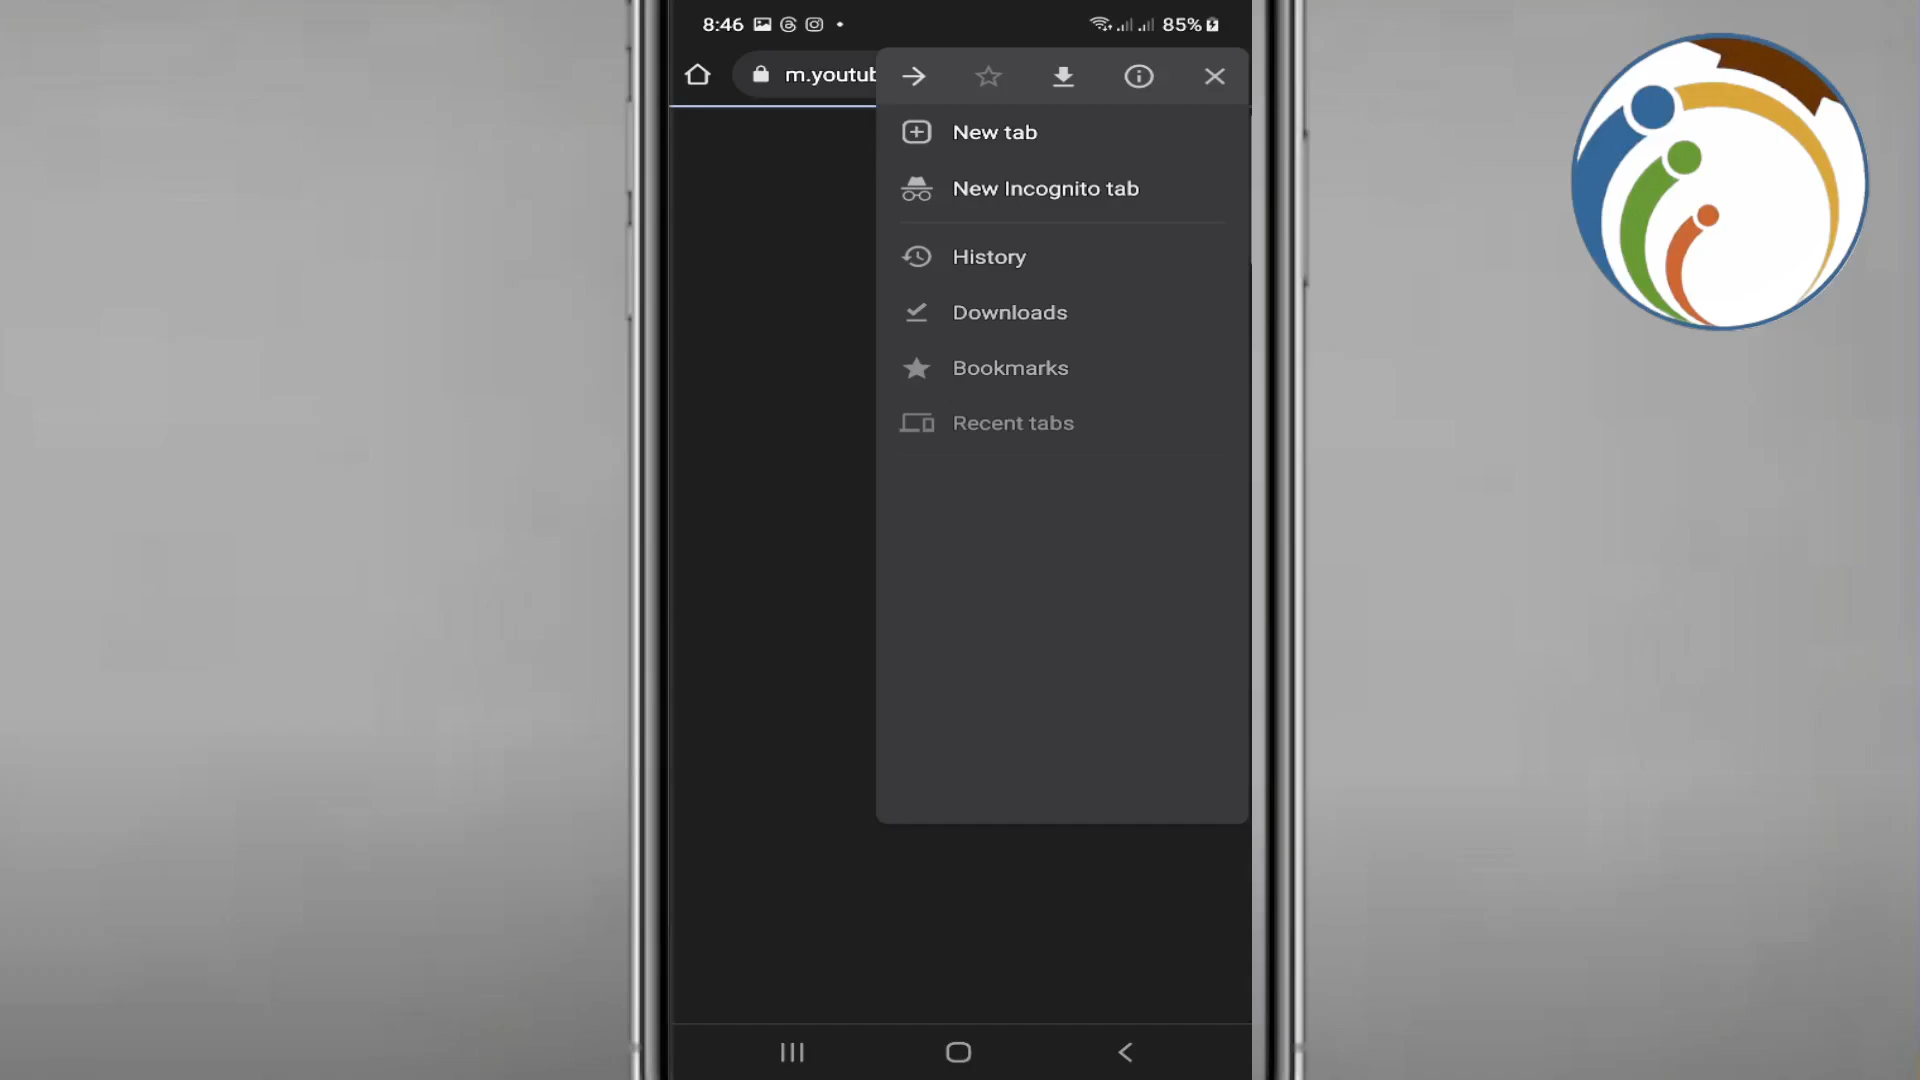 8:46 85%
m.youtub
New tab
New Incognito tab
History
Downloads
Bookmarks
Recent tabs